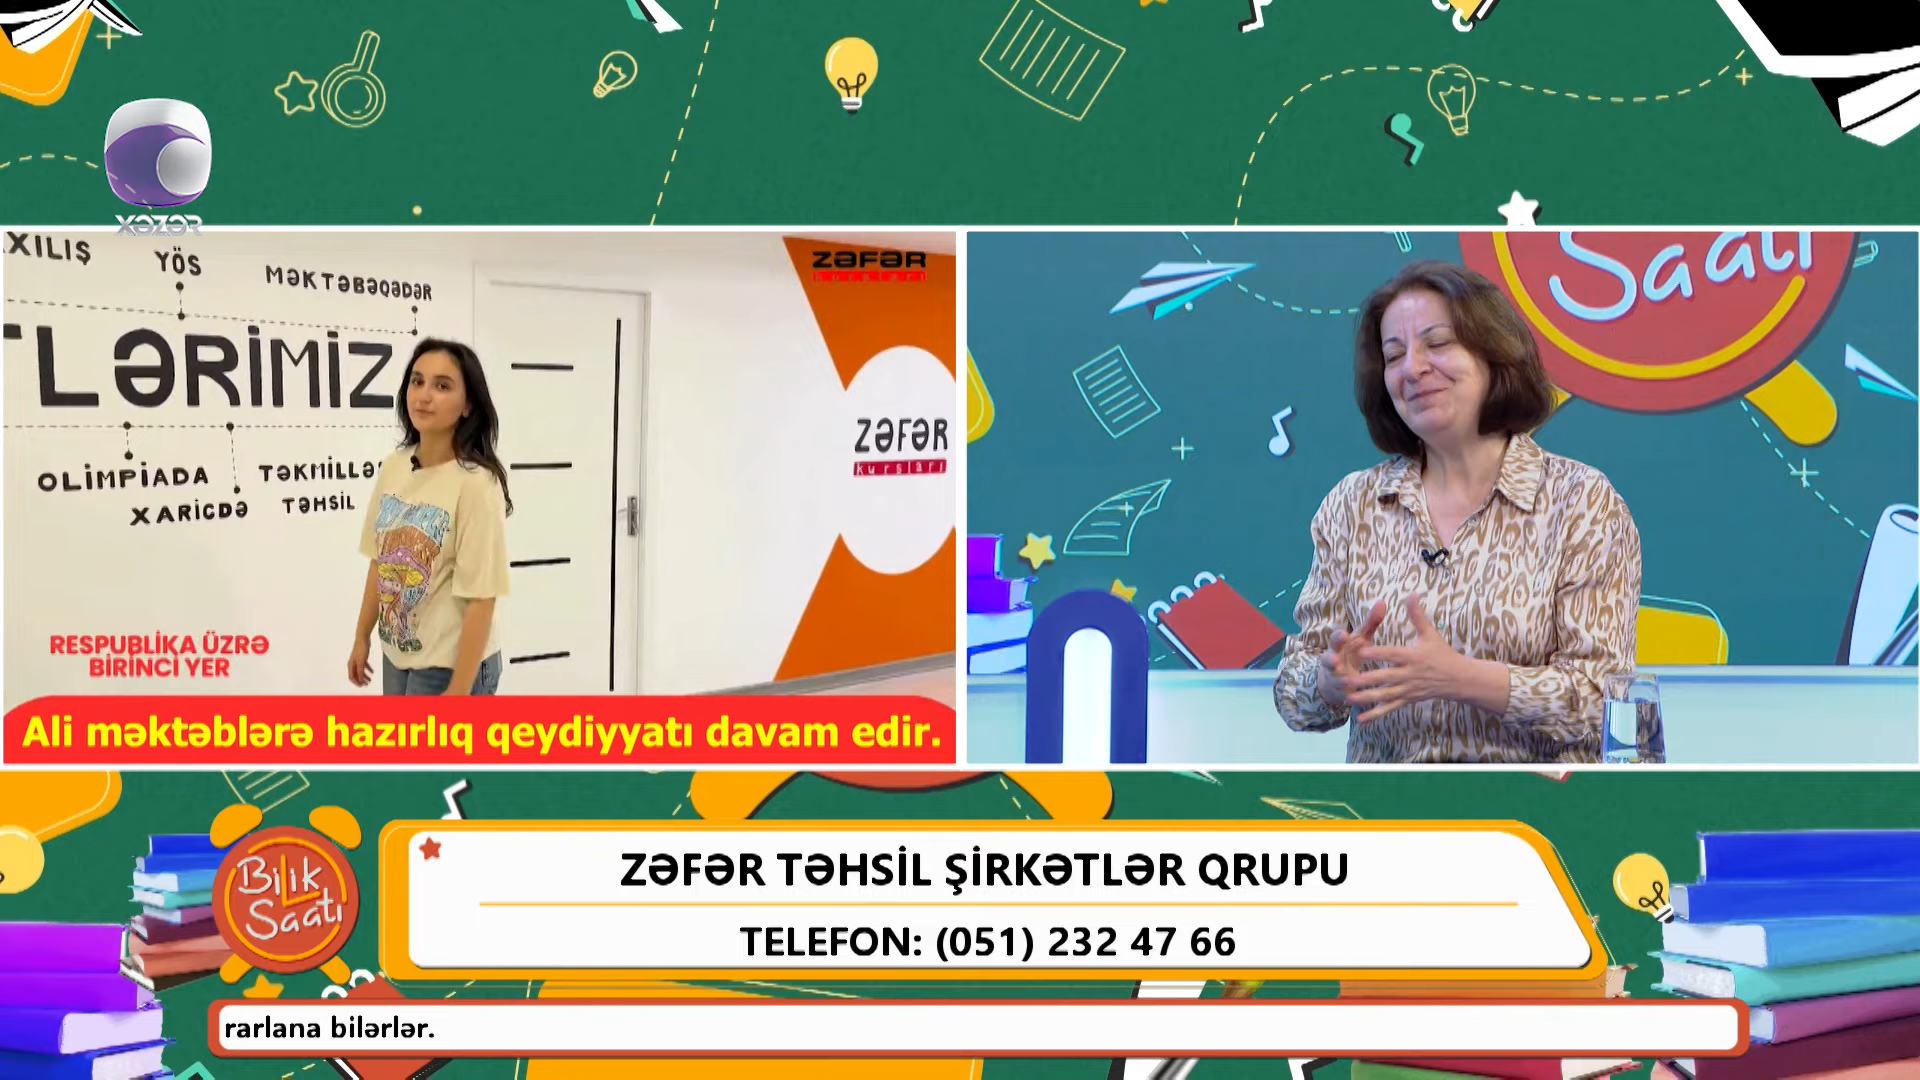 XƏZƏR
XILIŞ
YÖS
MƏKTƏBƏQƏDƏR
LƏRİMİZ
OLİMPİADA
XARİCDƏ
TƏHSİL
ZƏFƏR
kursları
ZƏFƏR
kursları
RESPUBLİKA ÜZRƏ
BİRİNCİ YER
Ali məktəblərə hazırlıq qeydiyyatı davam edir.
Saatı
BiLiK
Saatı
ZƏFƏR TƏHSİL ŞİRKƏTLƏR QRUPU
TELEFON: (051) 232 47 66
rarlana bilərlər.